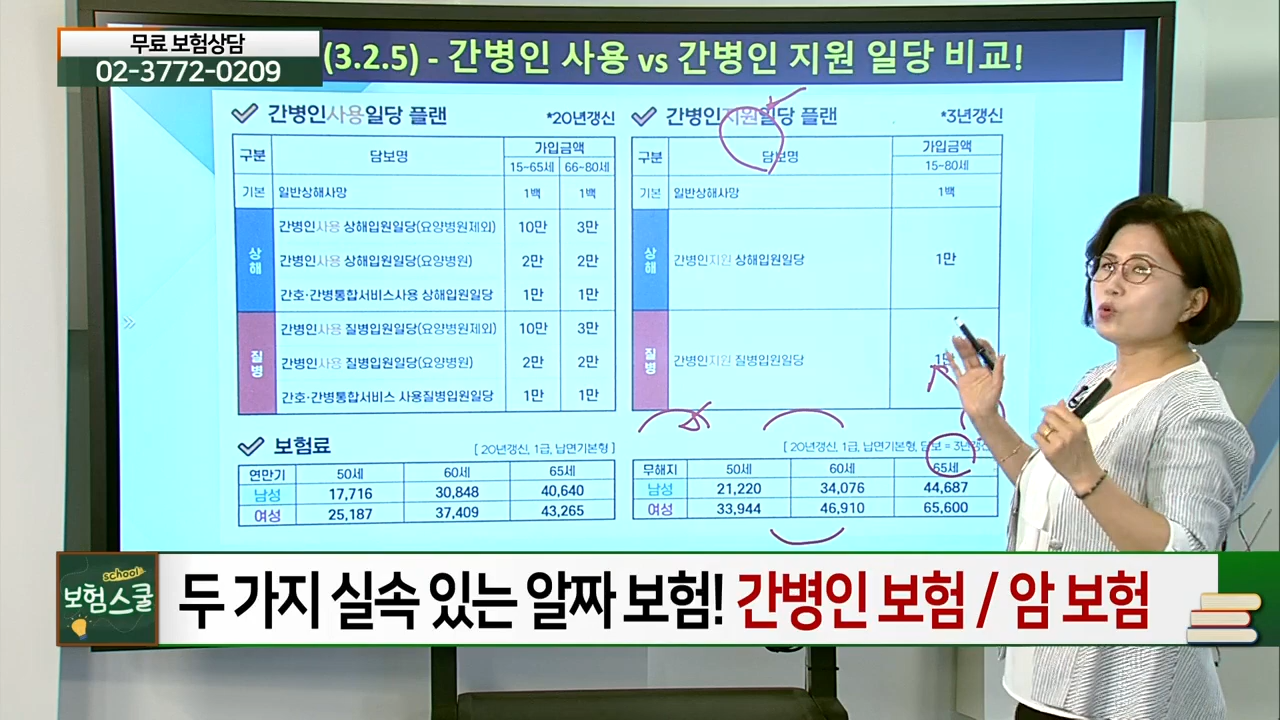 무료 보험상담
02-3772-0209
(3.2.5) - 간병인 사용 vs 간병인 지원 일당 비교!
간병인사용일당 플랜 *20년갱신
구분 담보명 가입금액
15~65세 66~80세
기본 일반상해사망 1백 1백
상해
간병인사용 상해입원일당(요양병원제외) 10만 3만
간병인사용 상해입원일당(요양병원) 2만 2만
간호·간병통합서비스사용 상해입원일당 1만 1만
질병
간병인사용 질병입원일당(요양병원제외) 10만 3만
간병인사용 질병입원일당(요양병원) 2만 2만
간호·간병통합서비스 사용질병입원일당 1만 1만
간병인지원일당 플랜 *3년갱신
구분 담보명 가입금액
15~80세
기본 일반상해사망 1백
상해 간병인지원 상해입원일당 1만
질병 간병인지원 질병입원일당 1만
보험료 [ 20년갱신, 1급, 납면기본형 ]
연만기 50세 60세 65세
남성 17,716 30,848 40,640
여성 25,187 37,409 43,265
[ 20년갱신, 1급, 납면기본형, 담보 = 3년갱신
무해지 50세 60세 65세
남성 21,220 34,076 44,687
여성 33,944 46,910 65,600
school
보험스쿨
두 가지 실속 있는 알짜 보험! 간병인 보험 / 암 보험